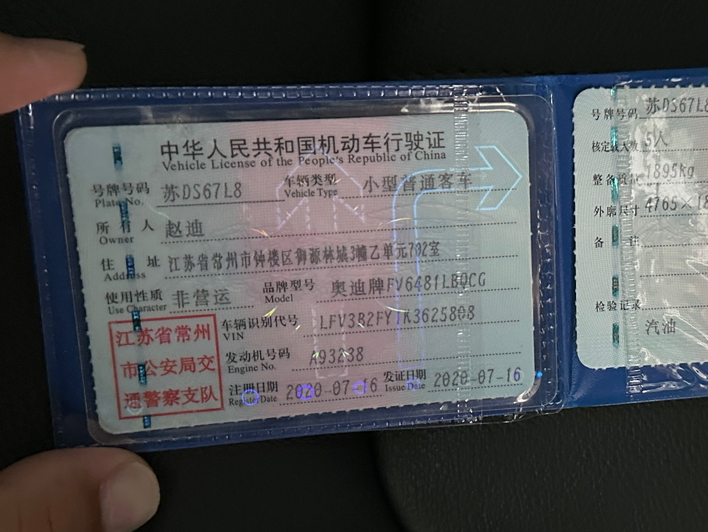 中华人民共和国机动车行驶证
Vehicle License of the People's Republic of China
号牌号码 苏DS67L8 车辆类型 小型普通客车
Plate No. Vehicle Type
所有人 赵迪
Owner
住址 江苏省常州市钟楼区御源林城3幢乙单元702室
Address
使用性质 非营运 品牌型号 奥迪牌FV6481LBQCG
Use Character Model
江苏省常州
市公安局交
通警察支队
车辆识别代号 LFV3B2FY1K3625808
VIN
发动机号码 A93238
Engine No.
注册日期 2020-07-16 发证日期 2020-07-16
Register Date Issue Date
号牌号码 苏DS67L8
核定载人数 5人
整备质量 1895kg
外廓尺寸 4765×18
备注
检验记录
汽油